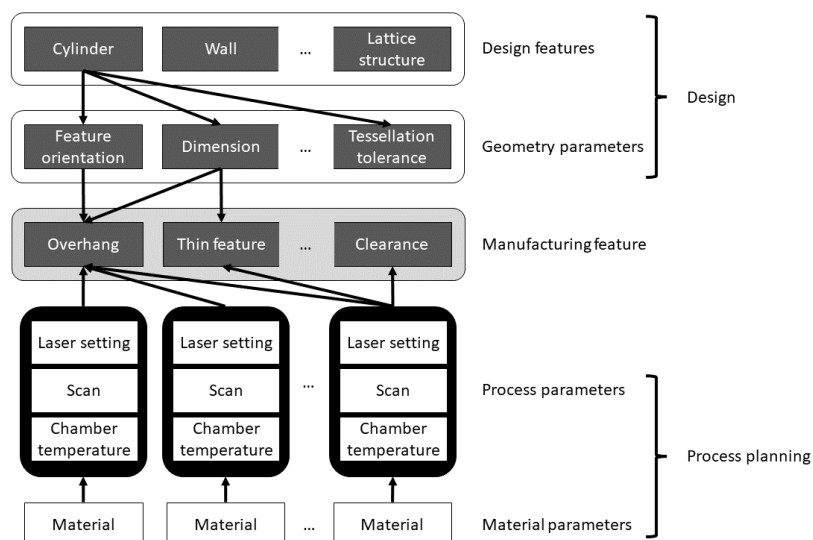 Cylinder Wall ... Lattice structure Design features
Design
Feature orientation Dimension ... Tessellation tolerance Geometry parameters
Overhang Thin feature ... Clearance Manufacturing feature
Laser setting Laser setting Laser setting
Scan Scan ... Scan Process parameters
Chamber temperature Chamber temperature Chamber temperature
Process planning
Material Material ... Material Material parameters